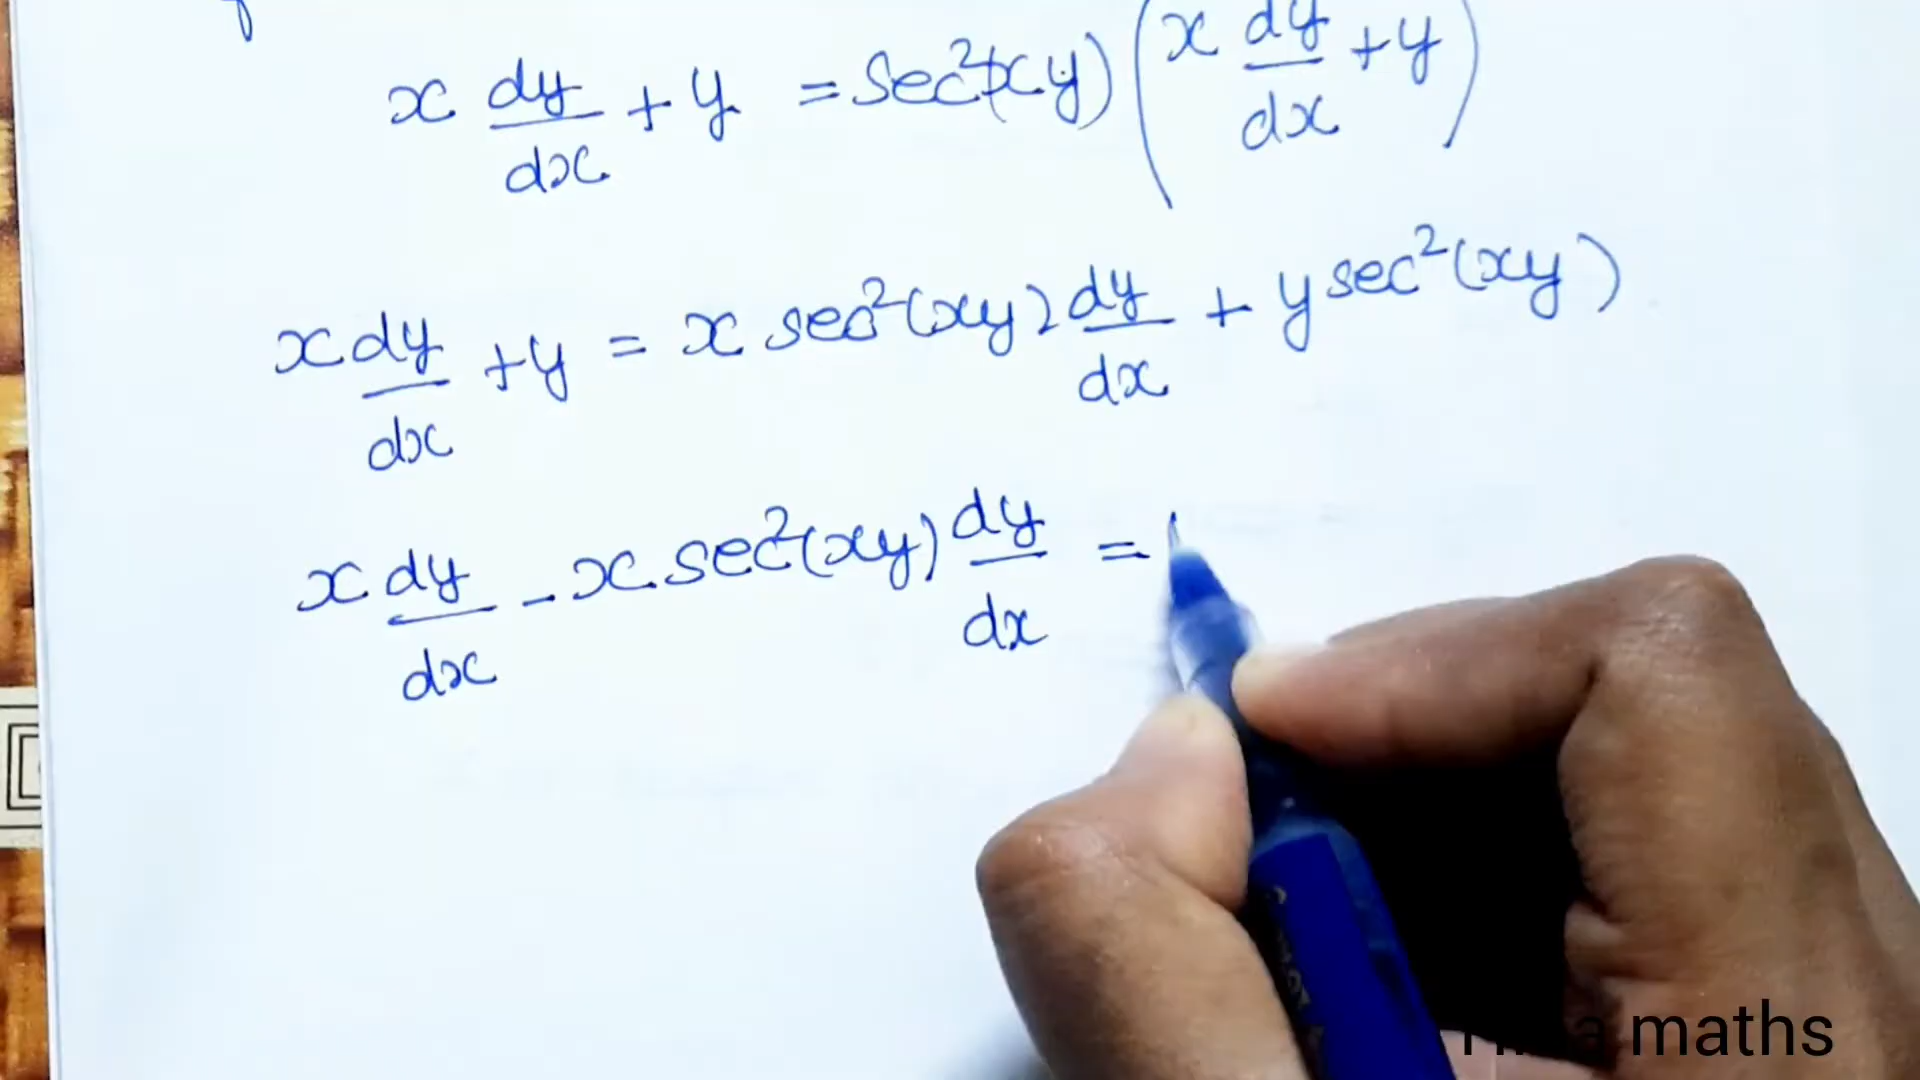 x dy/dx + y = sec²(xy) (x dy/dx + y)
x dy/dx + y = x sec²(xy) dy/dx + y sec²(xy)
x dy/dx - x sec²(xy) dy/dx =
maths